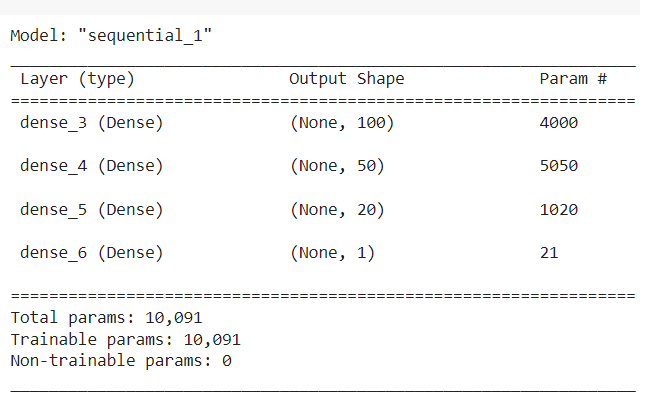 Model: "sequential_1"
Layer (type) Output Shape Param #
dense_3 (Dense) (None, 100) 4000
dense_4 (Dense) (None, 50) 5050
dense_5 (Dense) (None, 20) 1020
dense_6 (Dense) (None, 1) 21
Total params: 10,091
Trainable params: 10,091
Non-trainable params: 0